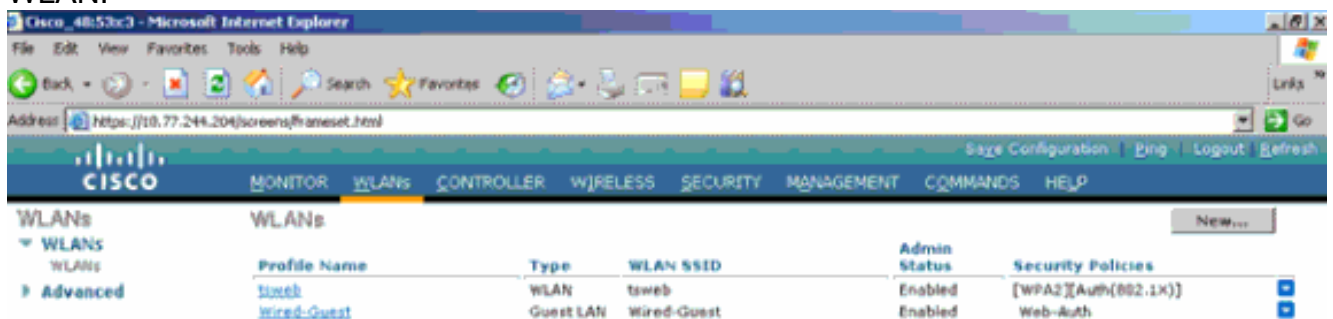 WLAN.
Cisco_48:53:c3 - Microsoft Internet Explorer
File Edit View Favorites Tools Help
Back Search Favorites Links »
Address https://10.77.244.204/screens/frameset.html Go
Save Configuration | Ping | Logout | Refresh
CISCO MONITOR WLANs CONTROLLER WIRELESS SECURITY MANAGEMENT COMMANDS HELP
WLANs WLANs New...
WLANs
WLANs
Profile Name Type WLAN SSID Admin Status Security Policies
Advanced
tsweb WLAN tsweb Enabled [WPA2][Auth(802.1X)]
Wired-Guest Guest LAN Wired-Guest Enabled Web-Auth